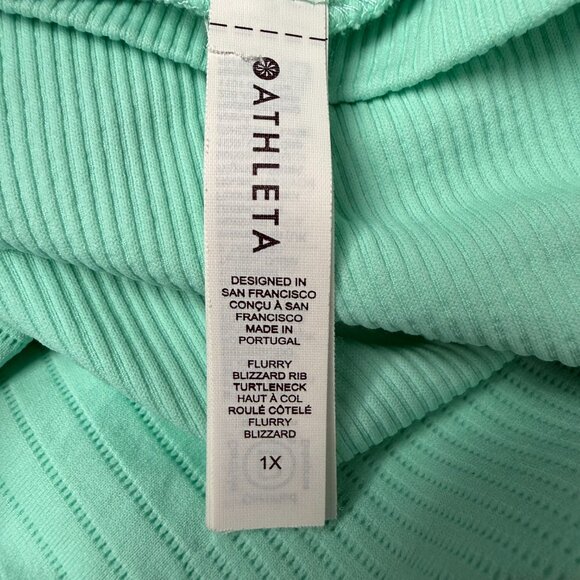 ATHLETA
DESIGNED IN
SAN FRANCISCO
CONÇU À SAN
FRANCISCO
MADE IN
PORTUGAL
FLURRY
BLIZZARD RIB
TURTLENECK
HAUT À COL
ROULÉ CÔTELÉ
FLURRY
BLIZZARD
1X